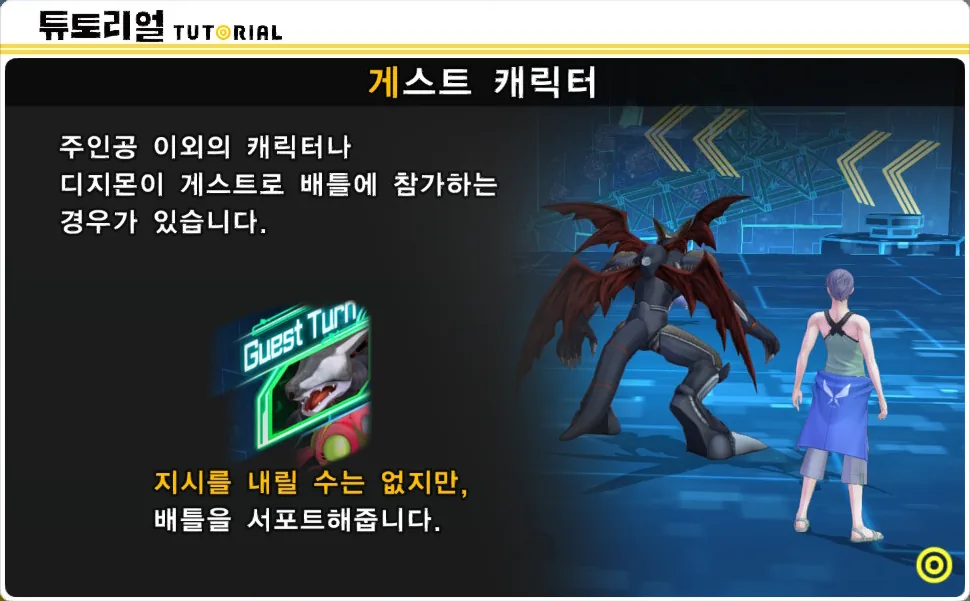 튜토리얼 TUTORIAL
게스트 캐릭터
주인공 이외의 캐릭터나
디지몬이 게스트로 배틀에 참가하는
경우가 있습니다.
Guest Turn
지시를 내릴 수는 없지만,
배틀을 서포트해줍니다.